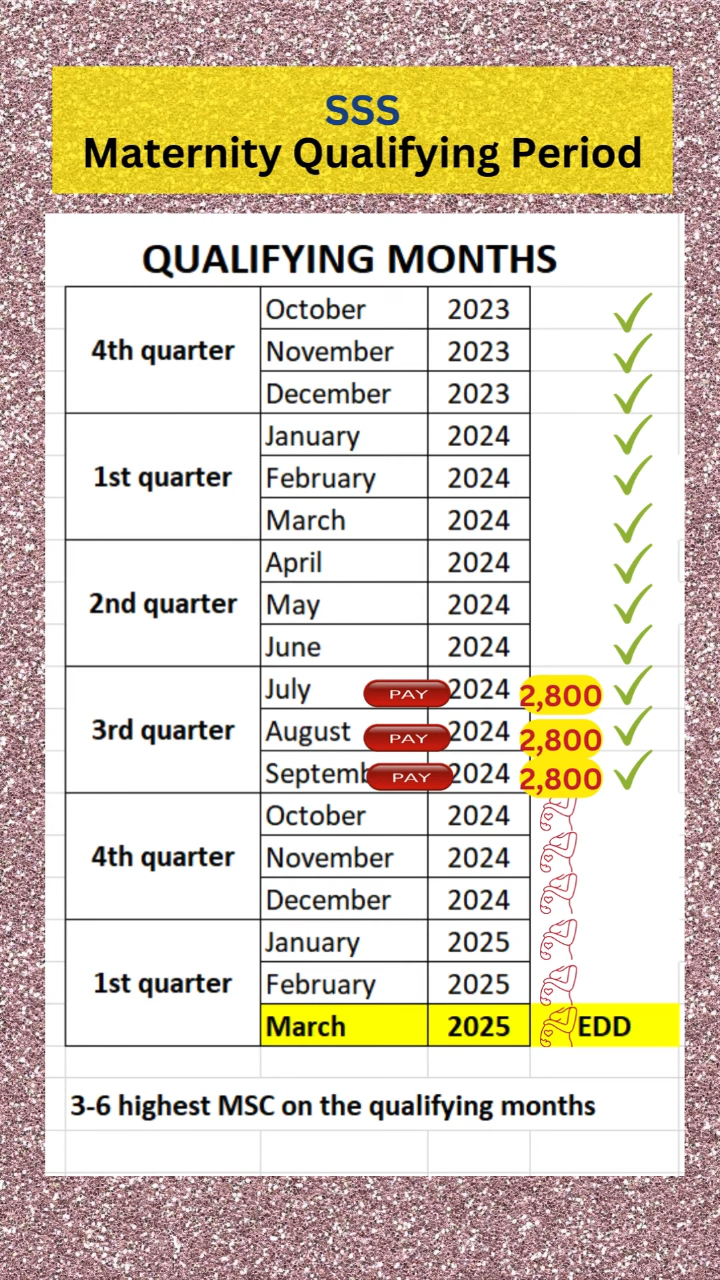 SSS
Maternity Qualifying Period
QUALIFYING MONTHS
4th quarter
October 2023
November 2023
December 2023
1st quarter
January 2024
February 2024
March 2024
2nd quarter
April 2024
May 2024
June 2024
3rd quarter
July PAY 2024 2,800
August PAY 2024 2,800
Septemb PAY 2024 2,800
4th quarter
October 2024
November 2024
December 2024
1st quarter
January 2025
February 2025
March 2025 EDD
3-6 highest MSC on the qualifying months